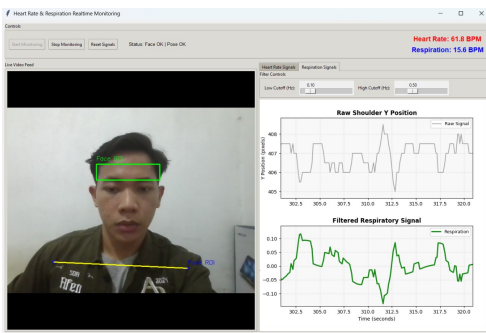 Heart Rate & Respiration Realtime Monitoring
Controls
Start Monitoring Stop Monitoring Reset Signals Status: Face OK | Pose OK
Heart Rate: 61.8 BPM
Respiration: 15.6 BPM
Live Video Feed
Heart Rate Signals Respiration Signals
Filter Controls
Low Cutoff (Hz) 0.10 High Cutoff (Hz) 0.50
Face ROI
ROI
Raw Shoulder Y Position
Raw Signal
Y Position (pixels)
408
407
406
405
302.5 305.0 307.5 310.0 312.5 315.0 317.5 320.0
Filtered Respiratory Signal
Respiration
0.10
0.05
0.00
−0.05
−0.10
302.5 305.0 307.5 310.0 312.5 315.0 317.5 320.0
Time (seconds)